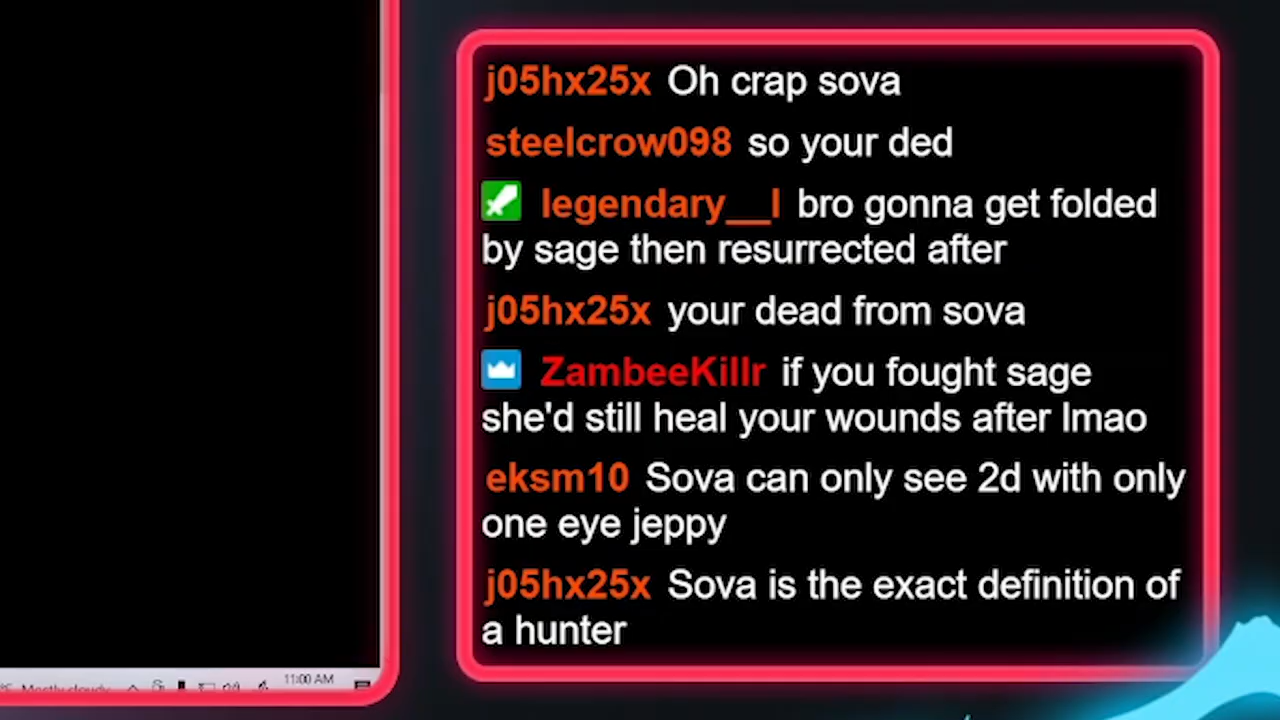 j05hx25x Oh crap sova
steelcrow098 so your ded
legendary__l bro gonna get folded
by sage then resurrected after
j05hx25x your dead from sova
ZambeeKillr if you fought sage
she'd still heal your wounds after lmao
eksm10 Sova can only see 2d with only
one eye jeppy
j05hx25x Sova is the exact definition of
a hunter
Mostly cloudy
11:00 AM